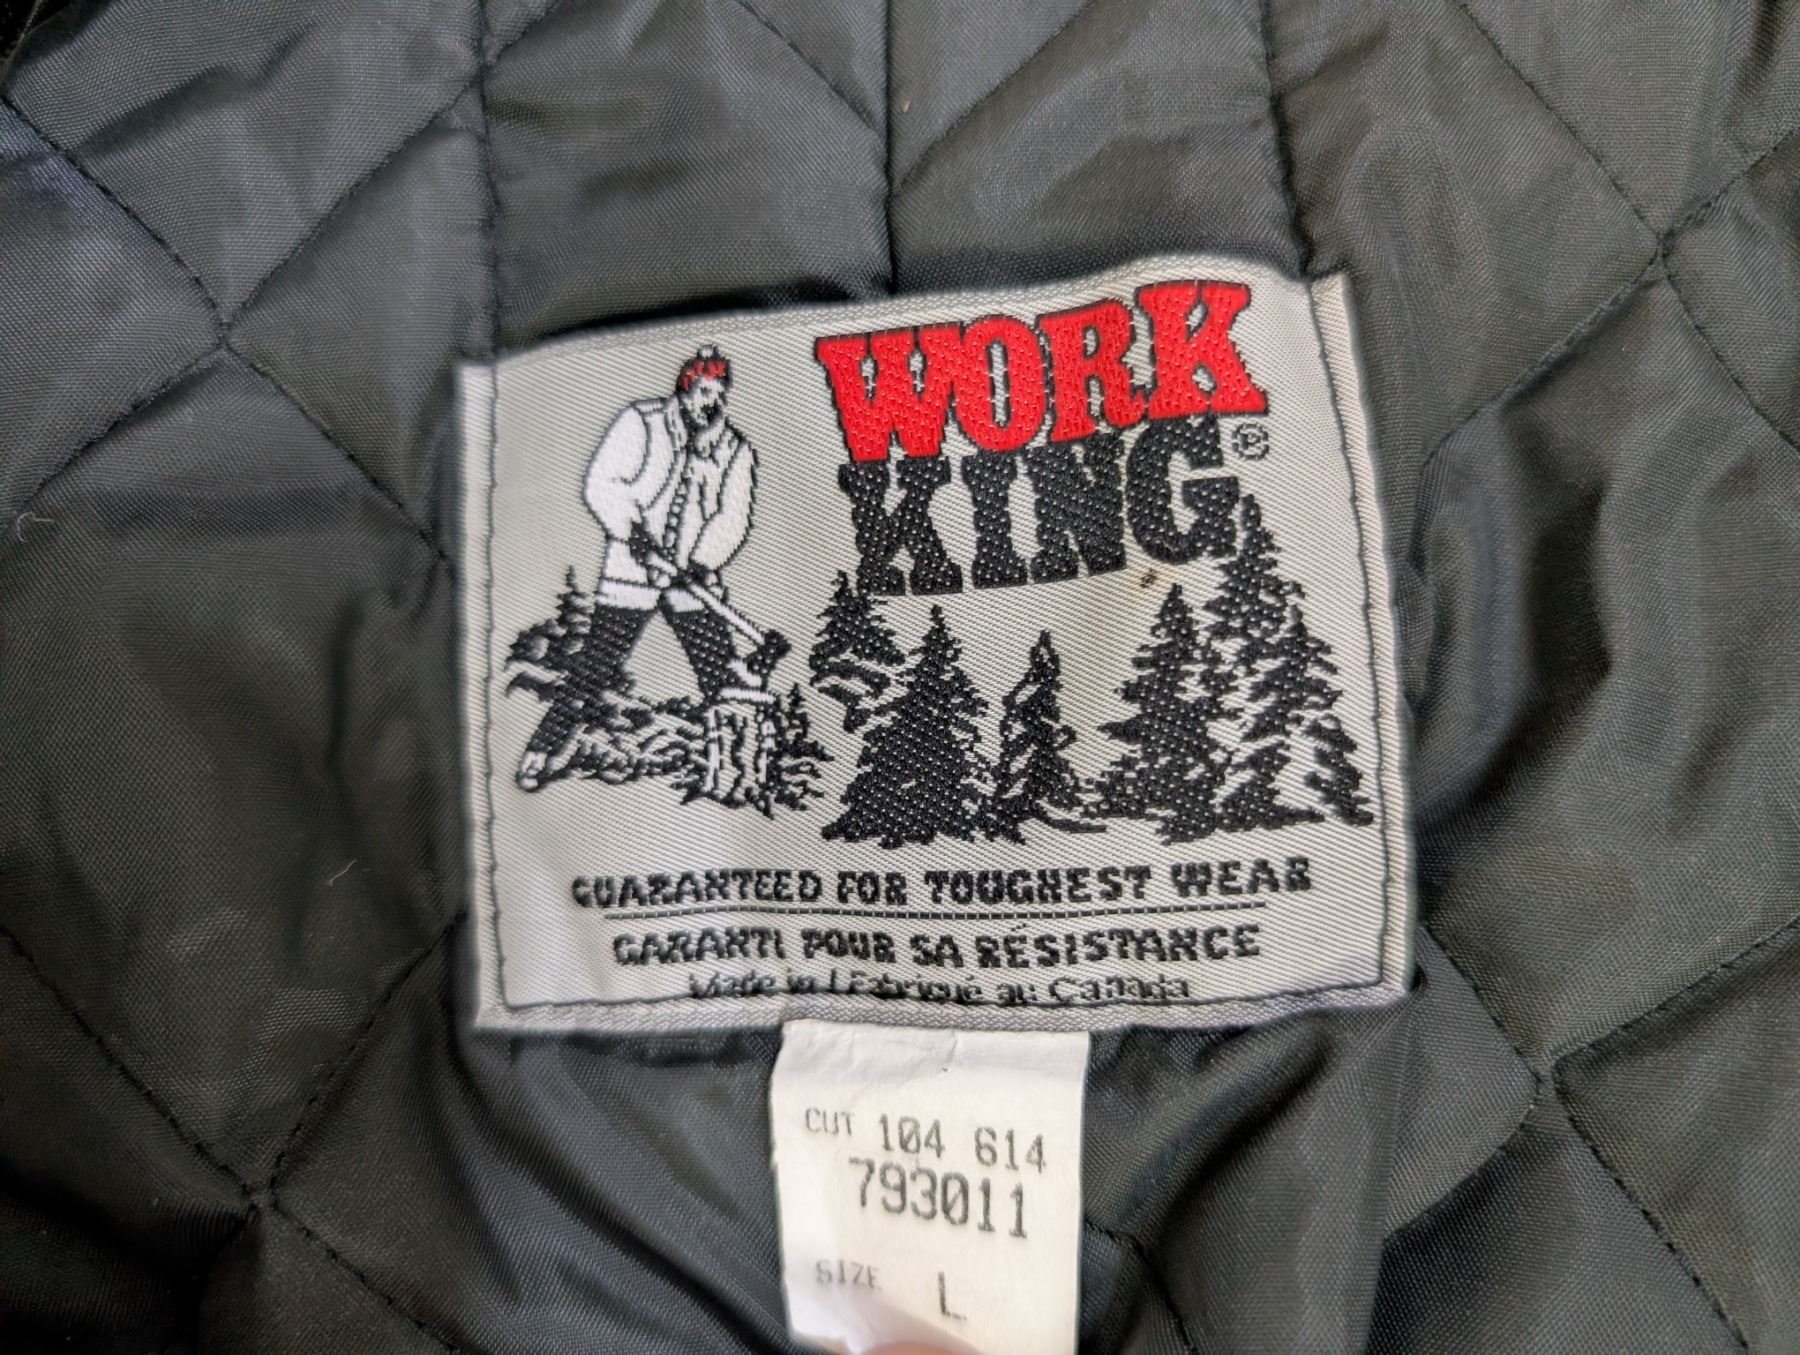 WORK
KING®
GUARANTEED FOR TOUGHEST WEAR
GARANTI POUR SA RÉSISTANCE
Made in / Fabriqué au Canada
CUT 104 614
793011
SIZE L